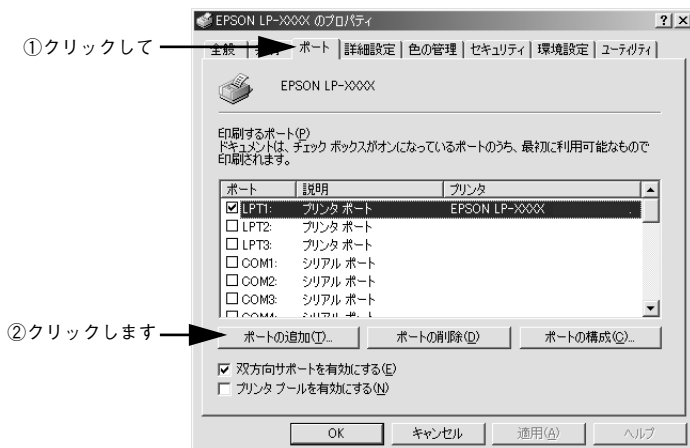 EPSON LP-XXXX のプロパティ
①クリックして
全般
ポート
詳細設定
色の管理
セキュリティ
環境設定
ユーティリティ
EPSON LP-XXXX
印刷するポート(P)
ドキュメントは、チェック ボックスがオンになっているポートのうち、最初に利用可能なもので
印刷されます。
ポート 説明 プリンタ
LPT1: プリンタ ポート EPSON LP-XXXX
LPT2: プリンタ ポート
LPT3: プリンタ ポート
COM1: シリアル ポート
COM2: シリアル ポート
COM3: シリアル ポート
COM4: シリアル ポート
②クリックします
ポートの追加(T)... ポートの削除(D) ポートの構成(C)...
双方向サポートを有効にする(E)
プリンタ プールを有効にする(N)
OK キャンセル 適用(A) ヘルプ